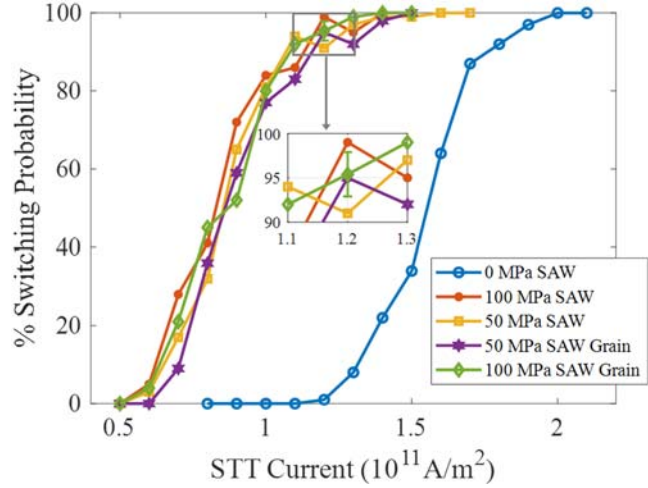 % Switching Probability
100
80
60
40
20
0
100
95
90
1.1 1.2 1.3
0 MPa SAW
100 MPa SAW
50 MPa SAW
50 MPa SAW Grain
100 MPa SAW Grain
0.5 1 1.5 2
STT Current (10¹¹A/m²)